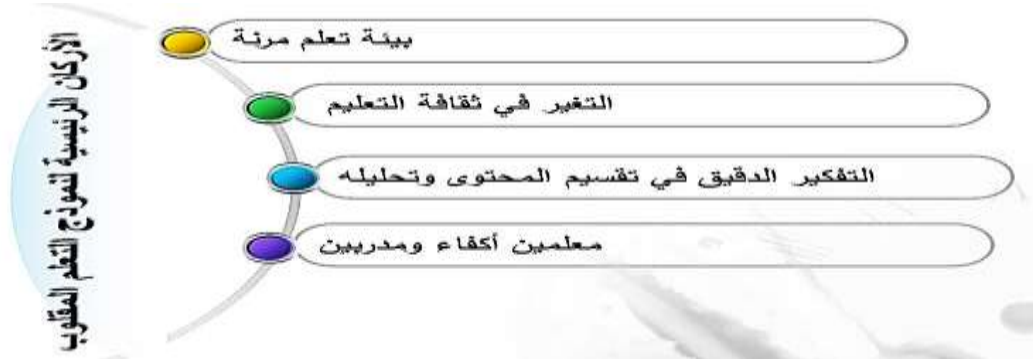 الأركان الرئيسية لنموذج التعلم المقلوب
بيئة تعلم مرنة
التغير في ثقافة التعليم
التفكير الدقيق في تقسيم المحتوى وتحليله
معلمين أكفاء ومدربين